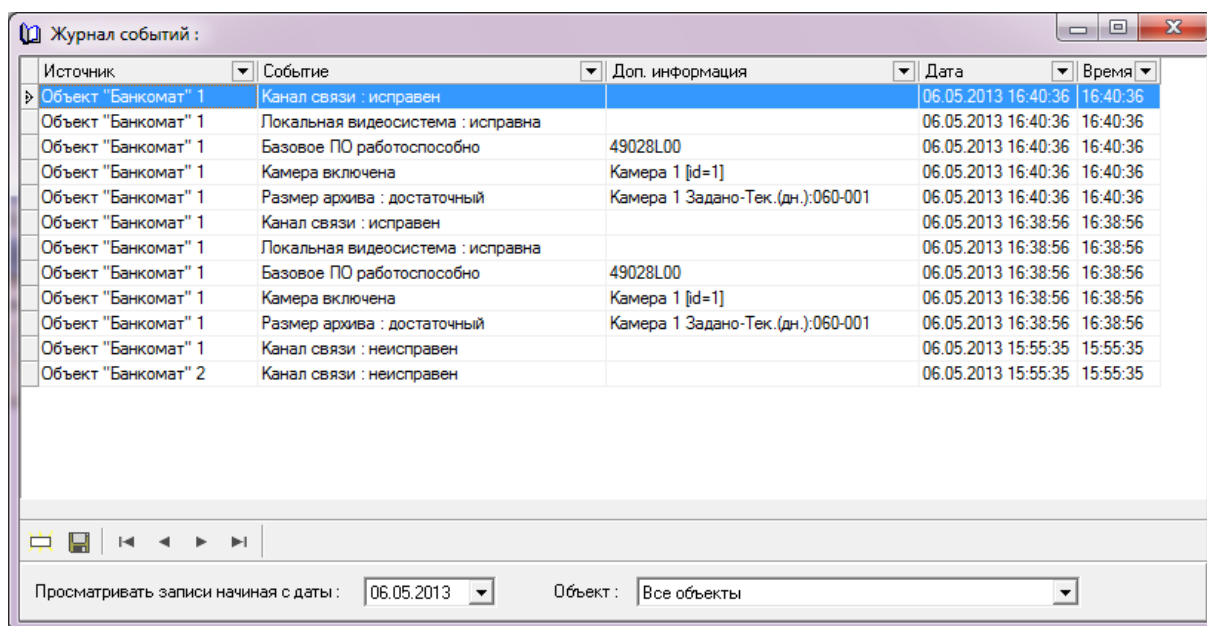 Журнал событий :
Источник Событие Доп. информация Дата Время
Объект "Банкомат" 1 Канал связи : исправен 06.05.2013 16:40:36 16:40:36
Объект "Банкомат" 1 Локальная видеосистема : исправна 06.05.2013 16:40:36 16:40:36
Объект "Банкомат" 1 Базовое ПО работоспособно 49028L00 06.05.2013 16:40:36 16:40:36
Объект "Банкомат" 1 Камера включена Камера 1 [id=1] 06.05.2013 16:40:36 16:40:36
Объект "Банкомат" 1 Размер архива : достаточный Камера 1 Задано-Тек.(дн.):060-001 06.05.2013 16:40:36 16:40:36
Объект "Банкомат" 1 Канал связи : исправен 06.05.2013 16:38:56 16:38:56
Объект "Банкомат" 1 Локальная видеосистема : исправна 06.05.2013 16:38:56 16:38:56
Объект "Банкомат" 1 Базовое ПО работоспособно 49028L00 06.05.2013 16:38:56 16:38:56
Объект "Банкомат" 1 Камера включена Камера 1 [id=1] 06.05.2013 16:38:56 16:38:56
Объект "Банкомат" 1 Размер архива : достаточный Камера 1 Задано-Тек.(дн.):060-001 06.05.2013 16:38:56 16:38:56
Объект "Банкомат" 1 Канал связи : неисправен 06.05.2013 15:55:35 15:55:35
Объект "Банкомат" 2 Канал связи : неисправен 06.05.2013 15:55:35 15:55:35
Просматривать записи начиная с даты : 06.05.2013 Объект : Все объекты